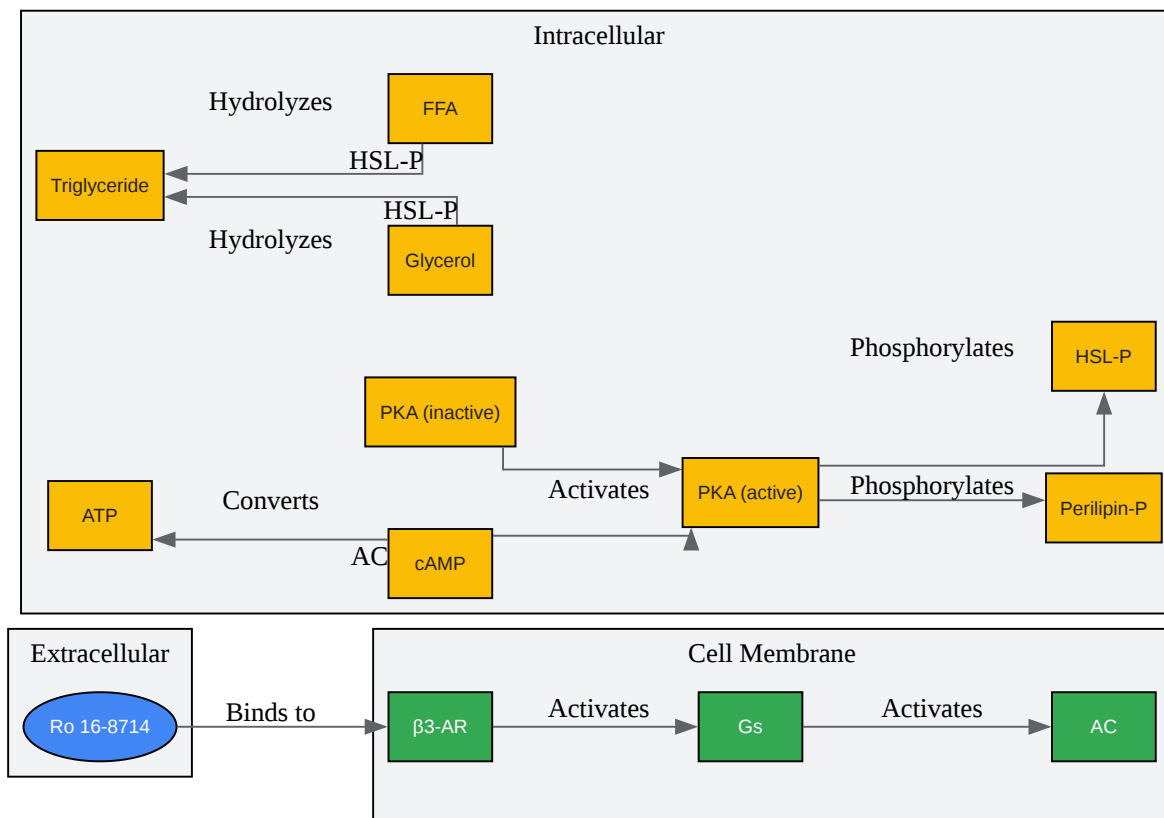 Intracellular
Hydrolyzes
FFA
HSL-P
Triglyceride
HSL-P
Hydrolyzes
Glycerol
Phosphorylates
HSL-P
PKA (inactive)
Activates
PKA (active)
Phosphorylates
Perilipin-P
ATP
Converts
AC
cAMP
Extracellular
Cell Membrane
Ro 16-8714
Binds to
β3-AR
Activates
Gs
Activates
AC